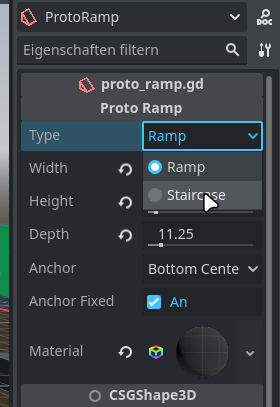 ProtoRamp
DOC
Eigenschaften filtern
proto_ramp.gd
Proto Ramp
Type Ramp
Width Ramp
Height Staircase
Depth 11.25
Anchor Bottom Cente
Anchor Fixed An
Material
CSGShape3D